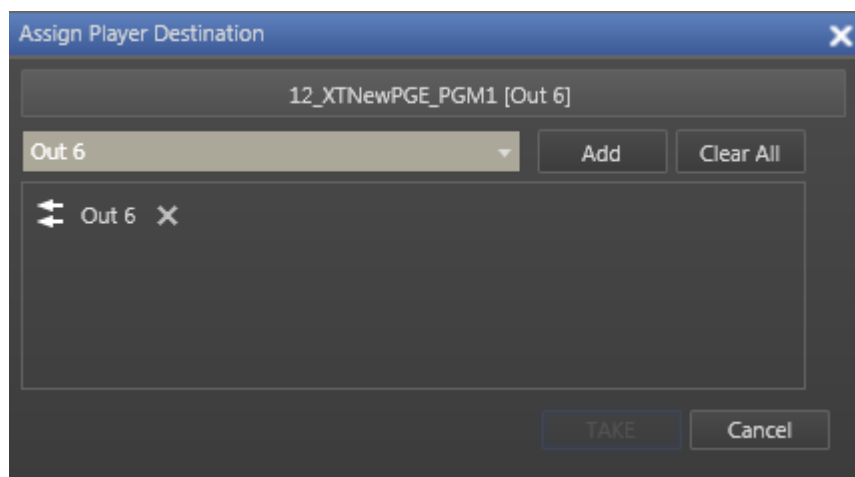 Assign Player Destination
12_XTNewPGE_PGM1 [Out 6]
Out 6
Add
Clear All
Out 6
TAKE
Cancel